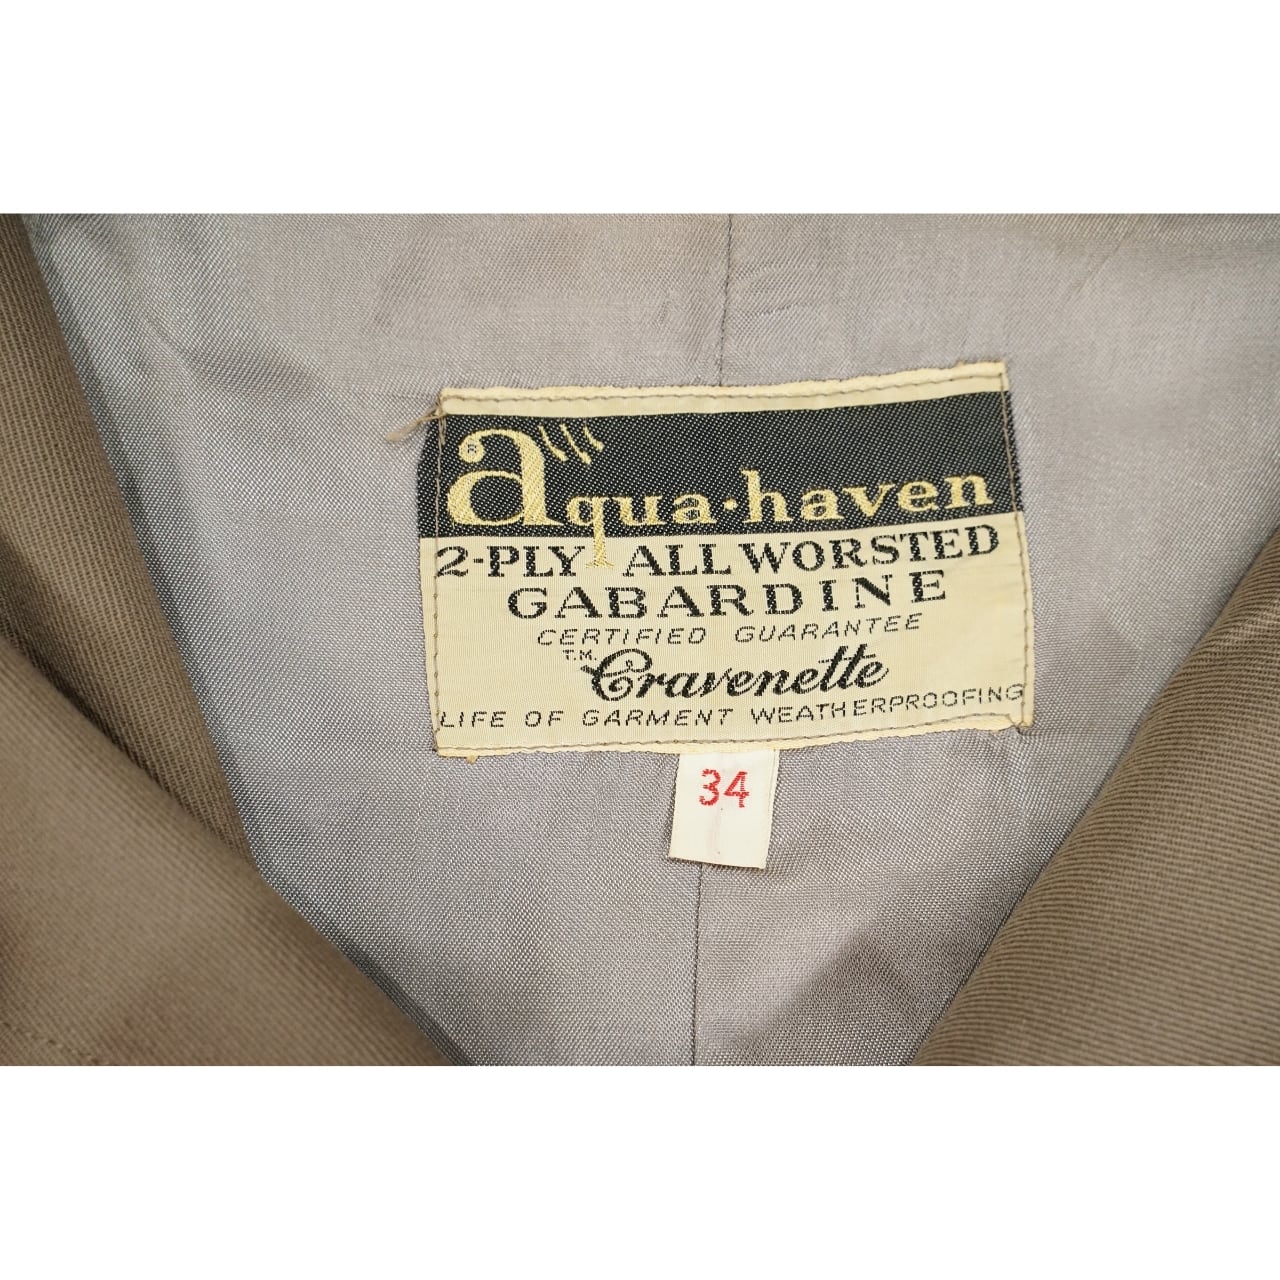 aqua·haven
2-PLY ALL WORSTED
GABARDINE
CERTIFIED GUARANTEE
T.M. Cravenette
LIFE OF GARMENT WEATHERPROOFING
34